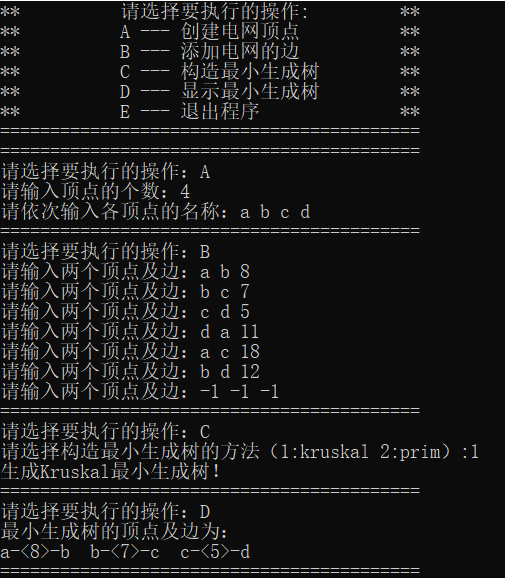 **          请选择要执行的操作:         **
**          A --- 创建电网顶点          **
**          B --- 添加电网的边          **
**          C --- 构造最小生成树        **
**          D --- 显示最小生成树        **
**          E --- 退出程序              **
==========================================
==========================================
请选择要执行的操作: A
请输入顶点的个数: 4
请依次输入各顶点的名称: a b c d
==========================================
请选择要执行的操作: B
请输入两个顶点及边: a b 8
请输入两个顶点及边: b c 7
请输入两个顶点及边: c d 5
请输入两个顶点及边: d a 11
请输入两个顶点及边: a c 18
请输入两个顶点及边: b d 12
请输入两个顶点及边: -1 -1 -1
==========================================
请选择要执行的操作: C
请选择构造最小生成树的方法（1:kruskal 2:prim）:1
生成Kruskal最小生成树！
==========================================
请选择要执行的操作: D
最小生成树的顶点及边为:
a-<8>-b  b-<7>-c  c-<5>-d
==========================================